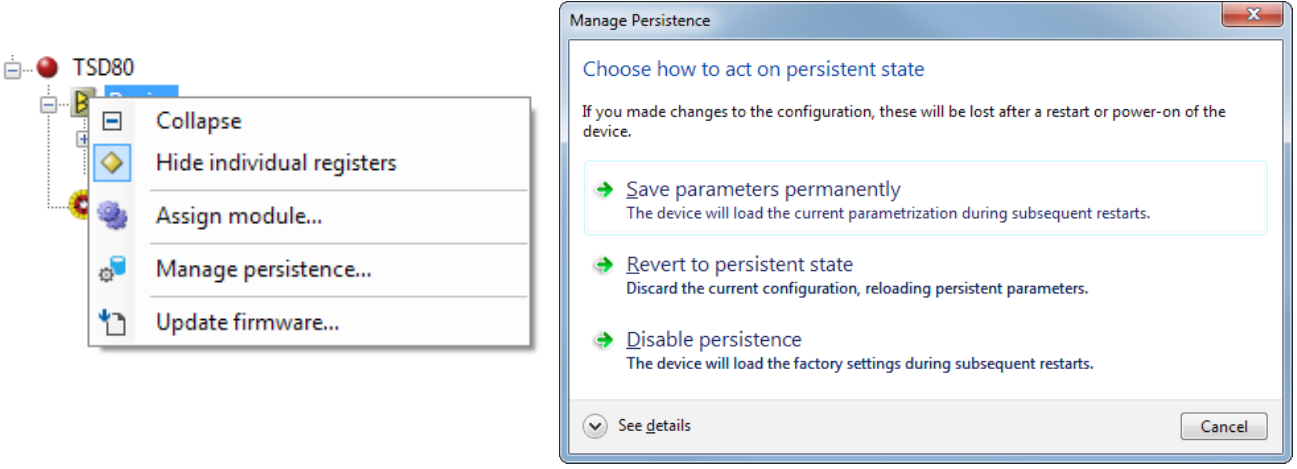 TSD80
Collapse
Hide individual registers
Assign module...
Manage persistence...
Update firmware...
Manage Persistence
Choose how to act on persistent state
If you made changes to the configuration, these will be lost after a restart or power-on of the
device.
Save parameters permanently
The device will load the current parametrization during subsequent restarts.
Revert to persistent state
Discard the current configuration, reloading persistent parameters.
Disable persistence
The device will load the factory settings during subsequent restarts.
See details
Cancel